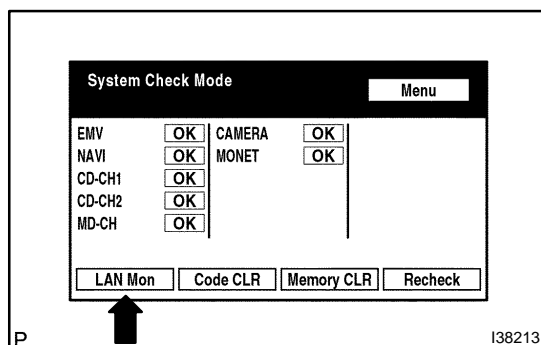 System Check Mode
Menu
EMV OK CAMERA OK
NAVI OK MONET OK
CD-CH1 OK
CD-CH2 OK
MD-CH OK
LAN Mon Code CLR Memory CLR Recheck
P I38213